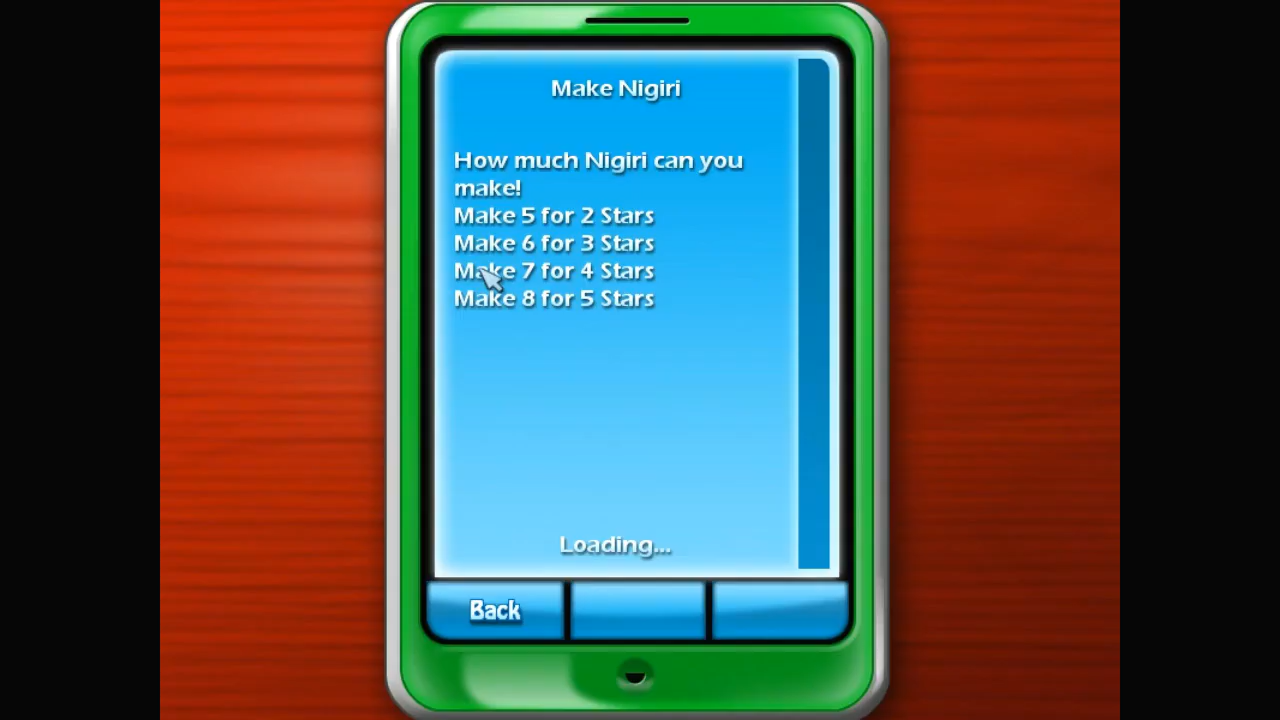 Make Nigiri
How much Nigiri can you
make!
Make 5 for 2 Stars
Make 6 for 3 Stars
Make 7 for 4 Stars
Make 8 for 5 Stars
Loading...
Back